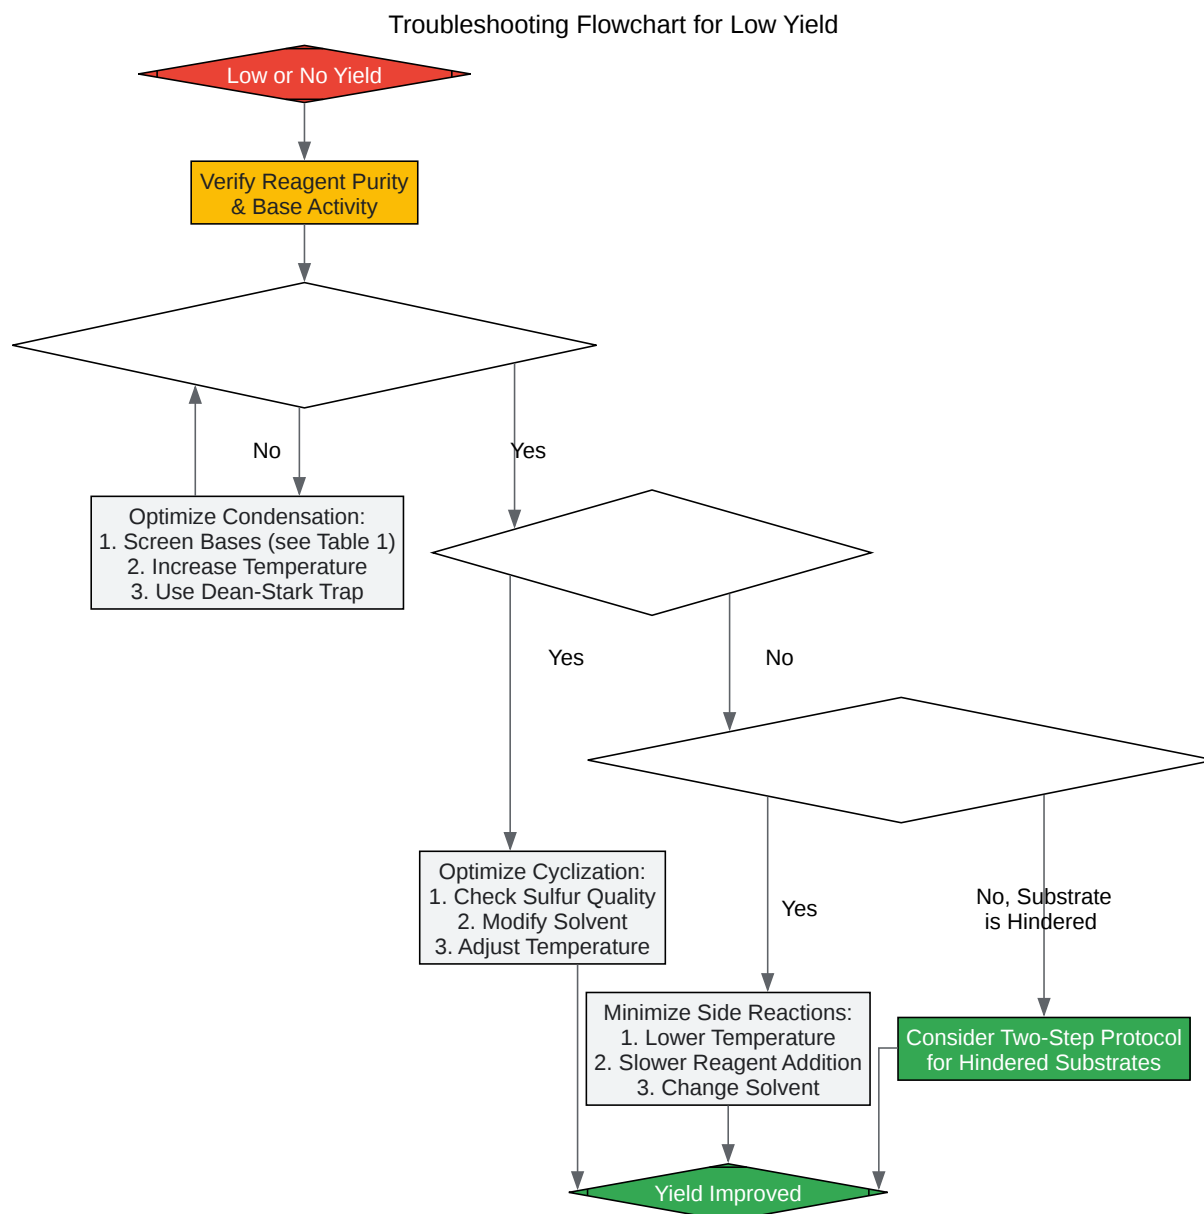 Troubleshooting Flowchart for Low Yield
Low or No Yield
Verify Reagent Purity
& Base Activity
No
Yes
Optimize Condensation:
1. Screen Bases (see Table 1)
2. Increase Temperature
3. Use Dean-Stark Trap
Yes
No
Optimize Cyclization:
1. Check Sulfur Quality
2. Modify Solvent
3. Adjust Temperature
Yes
No, Substrate
is Hindered
Minimize Side Reactions:
1. Lower Temperature
2. Slower Reagent Addition
3. Change Solvent
Consider Two-Step Protocol
for Hindered Substrates
Yield Improved